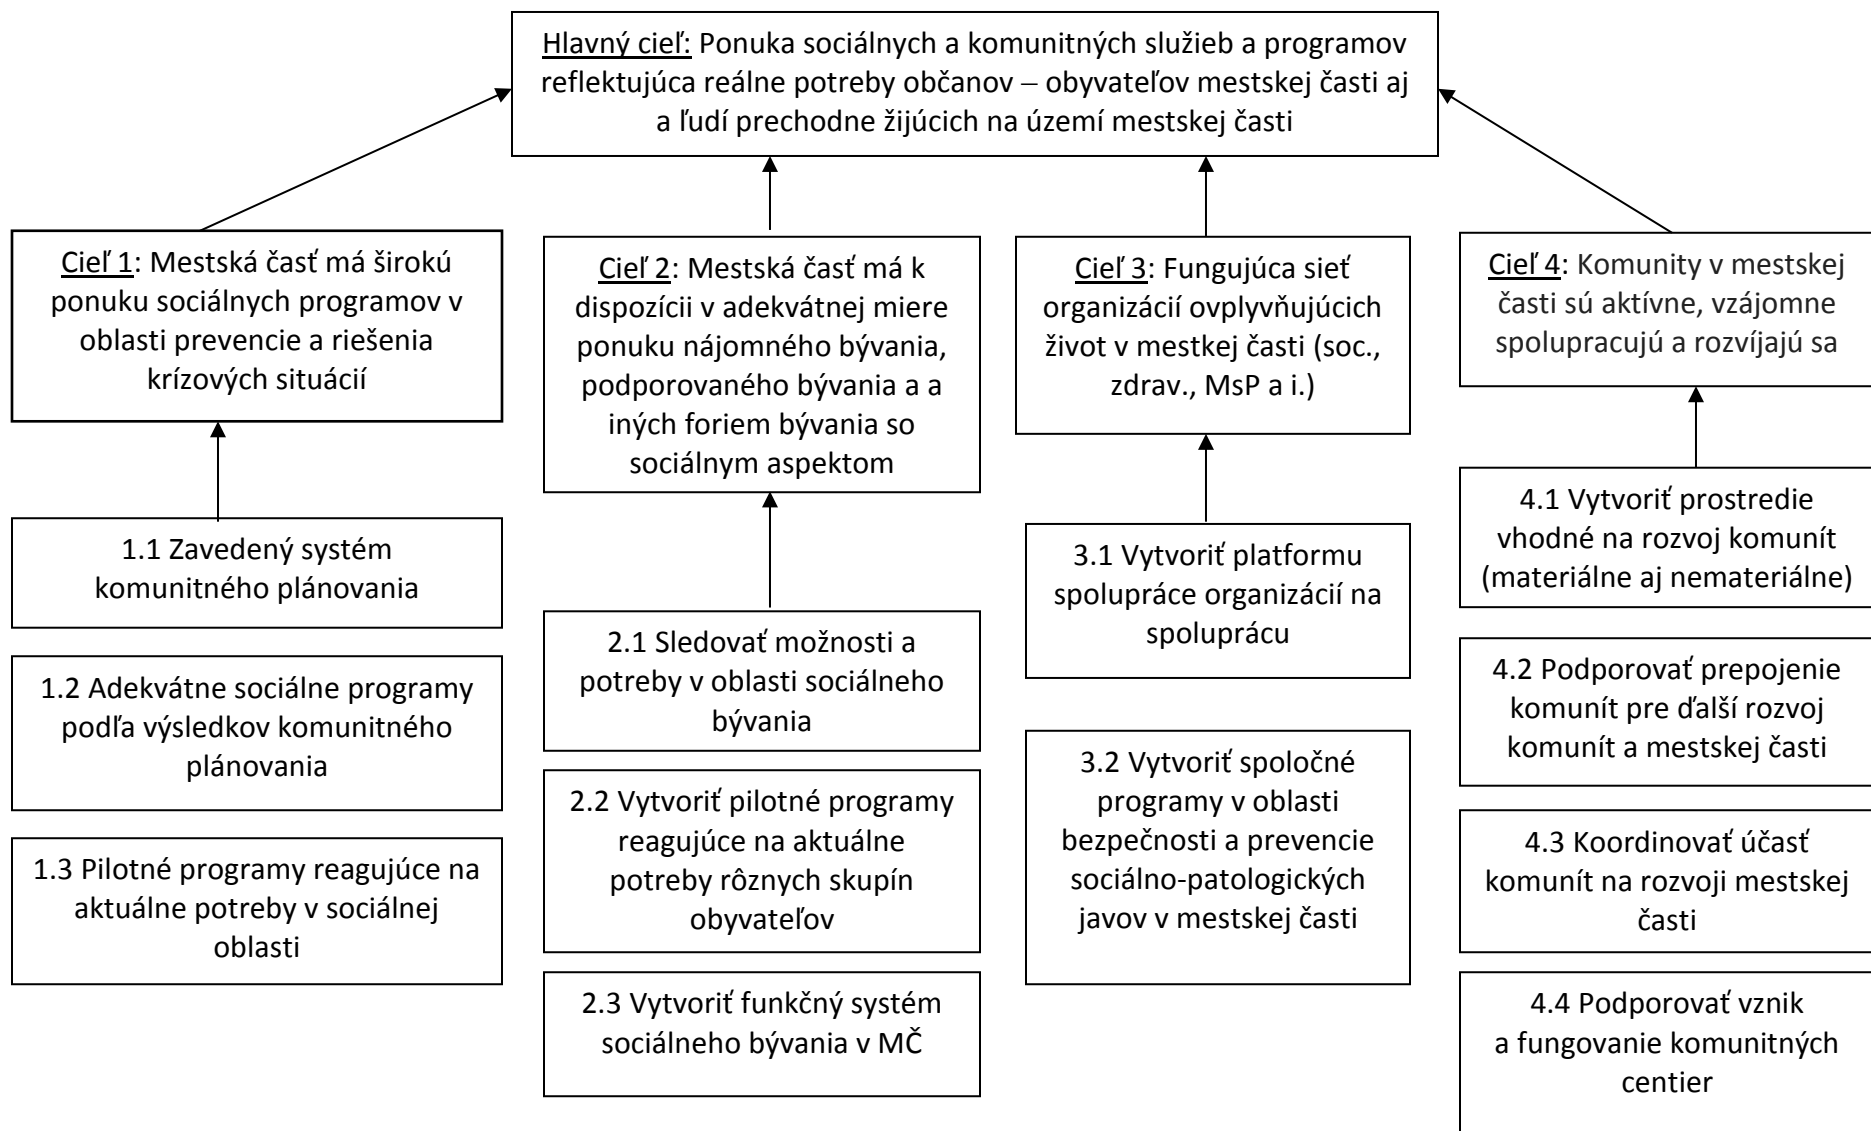 Hlavný cieľ: Ponuka sociálnych a komunitných služieb a programov
reflektujúca reálne potreby občanov – obyvateľov mestskej časti aj
a ľudí prechodne žijúcich na území mestskej časti
Cieľ 1: Mestská časť má širokú
ponuku sociálnych programov v
oblasti prevencie a riešenia
krízových situácií
1.1 Zavedený systém
komunitného plánovania
1.2 Adekvátne sociálne programy
podľa výsledkov komunitného
plánovania
1.3 Pilotné programy reagujúce na
aktuálne potreby v sociálnej
oblasti
Cieľ 2: Mestská časť má k
dispozícii v adekvátnej miere
ponuku nájomného bývania,
podporovaného bývania a a
iných foriem bývania so
sociálnym aspektom
2.1 Sledovať možnosti a
potreby v oblasti sociálneho
bývania
2.2 Vytvoriť pilotné programy
reagujúce na aktuálne
potreby rôznych skupín
obyvateľov
2.3 Vytvoriť funkčný systém
sociálneho bývania v MČ
Cieľ 3: Fungujúca sieť
organizácií ovplyvňujúcich
život v mestkej časti (soc.,
zdrav., MsP a i.)
3.1 Vytvoriť platformu
spolupráce organizácií na
spoluprácu
3.2 Vytvoriť spoločné
programy v oblasti
bezpečnosti a prevencie
sociálno-patologických
javov v mestskej časti
Cieľ 4: Komunity v mestskej
časti sú aktívne, vzájomne
spolupracujú a rozvíjajú sa
4.1 Vytvoriť prostredie
vhodné na rozvoj komunít
(materiálne aj nemateriálne)
4.2 Podporovať prepojenie
komunít pre ďalší rozvoj
komunít a mestskej časti
4.3 Koordinovať účasť
komunít na rozvoji mestskej
časti
4.4 Podporovať vznik
a fungovanie komunitných
centier